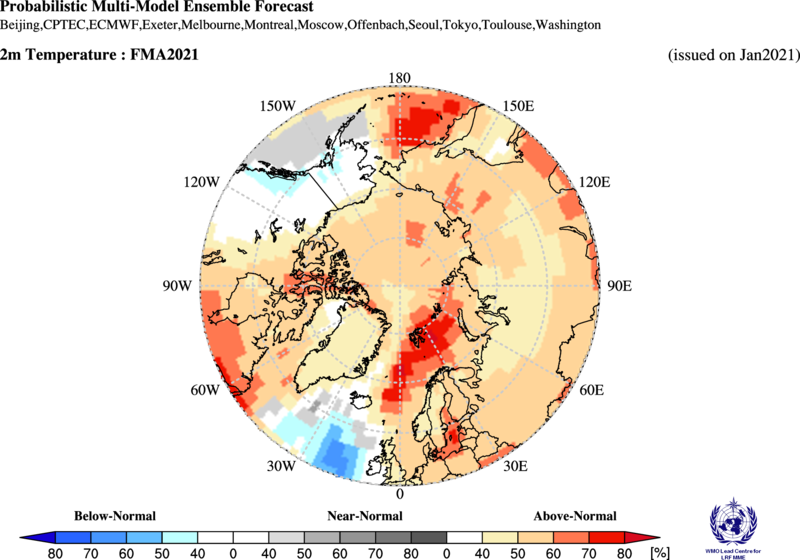 Probabilistic Multi-Model Ensemble Forecast
Beijing,CPTEC,ECMWF,Exeter,Melbourne,Montreal,Moscow,Offenbach,Seoul,Tokyo,Toulouse,Washington
2m Temperature : FMA2021 (issued on Jan2021)
180
150W 150E
120W 120E
90W 90E
60W 60E
30W 30E
0
Below-Normal Near-Normal Above-Normal
80 70 60 50 40 0 40 50 60 70 80 0 40 50 60 70 80 [%]
WMO Lead Centre for
LRF MME